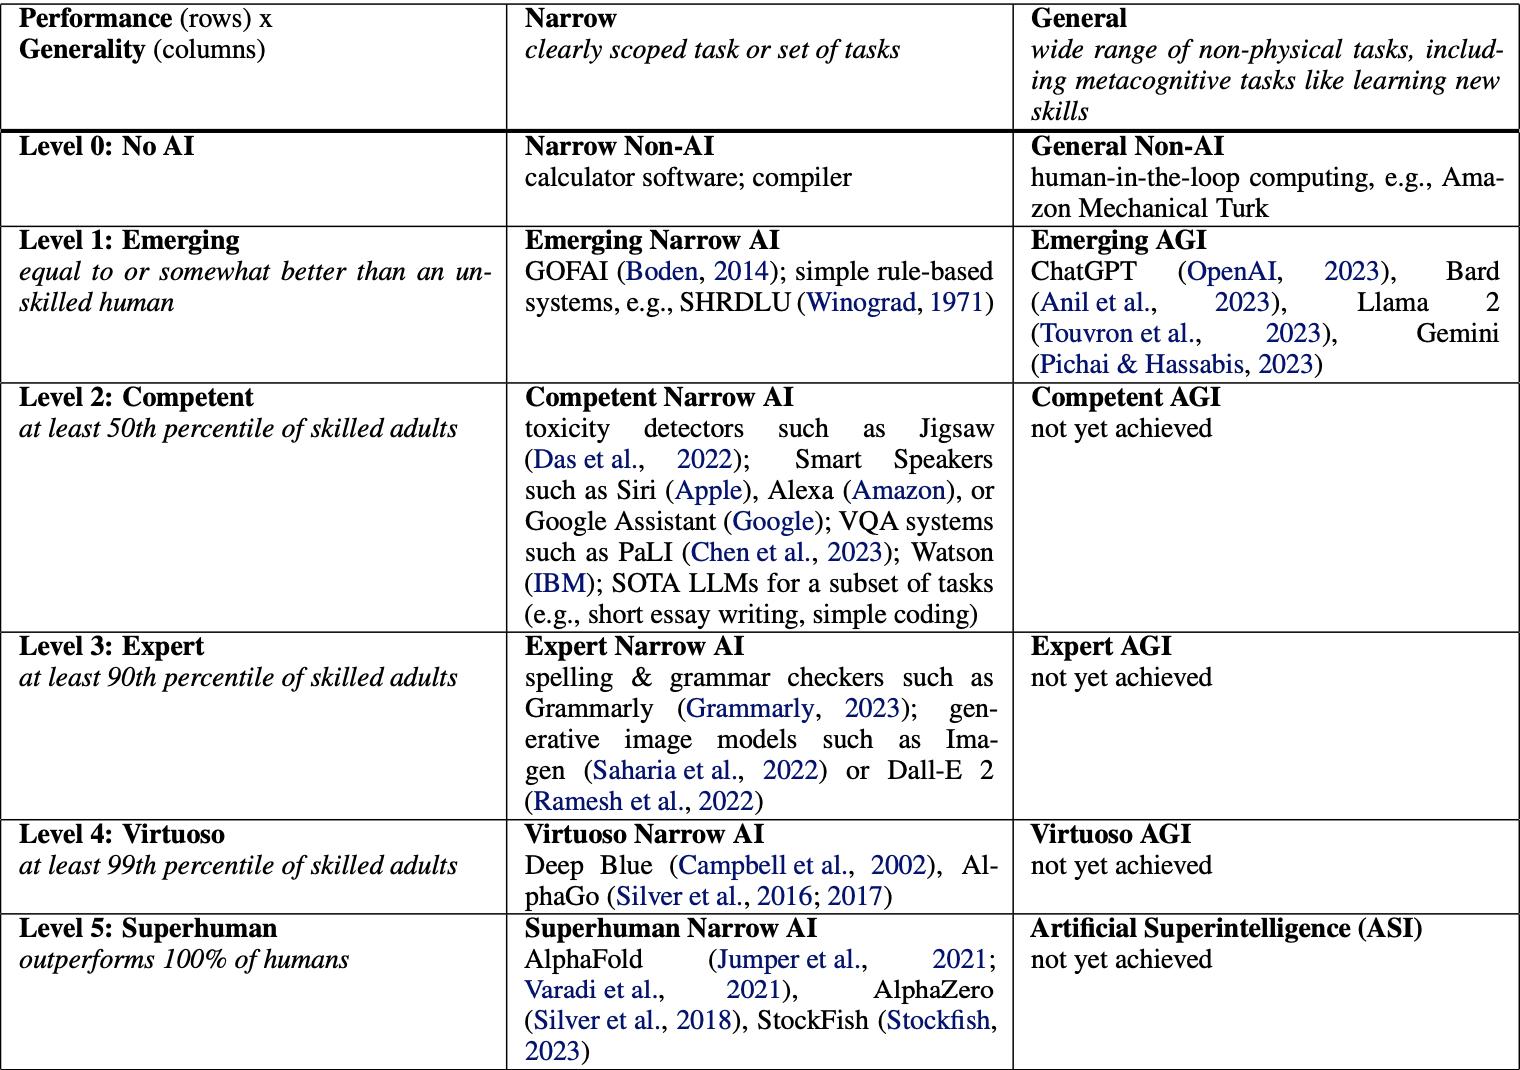 Performance (rows) x
Generality (columns)
Narrow
clearly scoped task or set of tasks
General
wide range of non-physical tasks, includ-
ing metacognitive tasks like learning new
skills
Level 0: No AI
Narrow Non-AI
calculator software; compiler
General Non-AI
human-in-the-loop computing, e.g., Ama-
zon Mechanical Turk
Level 1: Emerging
equal to or somewhat better than an un-
skilled human
Emerging Narrow AI
GOFAI (Boden, 2014); simple rule-based
systems, e.g., SHRDLU (Winograd, 1971)
Emerging AGI
ChatGPT (OpenAI, 2023), Bard
(Anil et al., 2023), Llama 2
(Touvron et al., 2023), Gemini
(Pichai & Hassabis, 2023)
Level 2: Competent
at least 50th percentile of skilled adults
Competent Narrow AI
toxicity detectors such as Jigsaw
(Das et al., 2022); Smart Speakers
such as Siri (Apple), Alexa (Amazon), or
Google Assistant (Google); VQA systems
such as PaLI (Chen et al., 2023); Watson
(IBM); SOTA LLMs for a subset of tasks
(e.g., short essay writing, simple coding)
Competent AGI
not yet achieved
Level 3: Expert
at least 90th percentile of skilled adults
Expert Narrow AI
spelling & grammar checkers such as
Grammarly (Grammarly, 2023); gen-
erative image models such as Ima-
gen (Saharia et al., 2022) or Dall-E 2
(Ramesh et al., 2022)
Expert AGI
not yet achieved
Level 4: Virtuoso
at least 99th percentile of skilled adults
Virtuoso Narrow AI
Deep Blue (Campbell et al., 2002), Al-
phaGo (Silver et al., 2016; 2017)
Virtuoso AGI
not yet achieved
Level 5: Superhuman
outperforms 100% of humans
Superhuman Narrow AI
AlphaFold (Jumper et al., 2021;
Varadi et al., 2021), AlphaZero
(Silver et al., 2018), StockFish (Stockfish,
2023)
Artificial Superintelligence (ASI)
not yet achieved